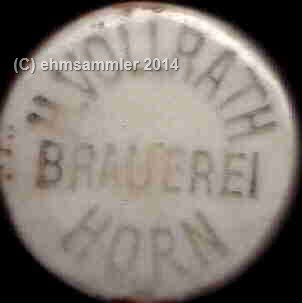 (C) ehmsammler 2014
VOLLRATH
BRAUEREI
HORN